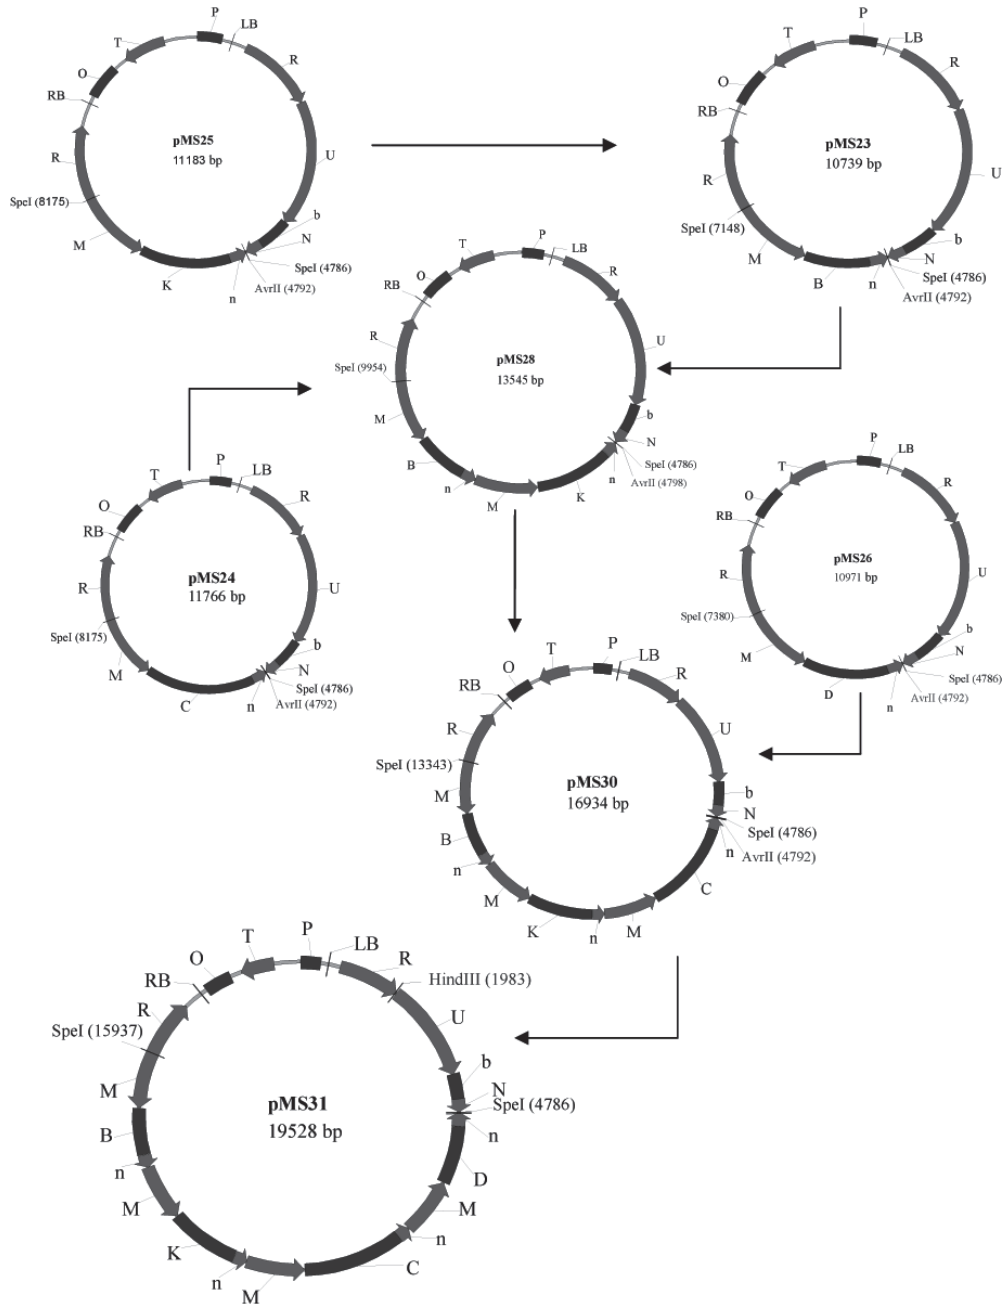 P
LB
T
R
O
RB
pMS25
11183 bp
R
U
SpeI (8175)
b
M
N
SpeI (4786)
K
AvrII (4792)
n
P
LB
T
R
O
RB
pMS23
10739 bp
R
U
SpeI (7148)
b
M
N
SpeI (4786)
B
n
AvrII (4792)
P
LB
T
R
O
RB
R
U
pMS28
13545 bp
SpeI (9954)
M
b
N
B
SpeI (4786)
n
AvrII (4798)
n
M
K
P
LB
T
R
O
RB
pMS24
11766 bp
R
U
SpeI (8175)
b
M
N
SpeI (4786)
C
n
AvrII (4792)
P
LB
T
R
O
RB
pMS26
10971 bp
R
U
SpeI (7380)
b
M
N
SpeI (4786)
D
AvrII (4792)
n
P
LB
T
R
O
RB
R
U
SpeI (13343)
pMS30
16934 bp
M
b
N
SpeI (4786)
B
n
AvrII (4792)
n
C
M
K
n
M
P
LB
T
R
O
HindIII (1983)
RB
R
U
SpeI (15937)
b
M
N
pMS31
19528 bp
SpeI (4786)
B
n
n
D
M
M
K
n
n
C
M